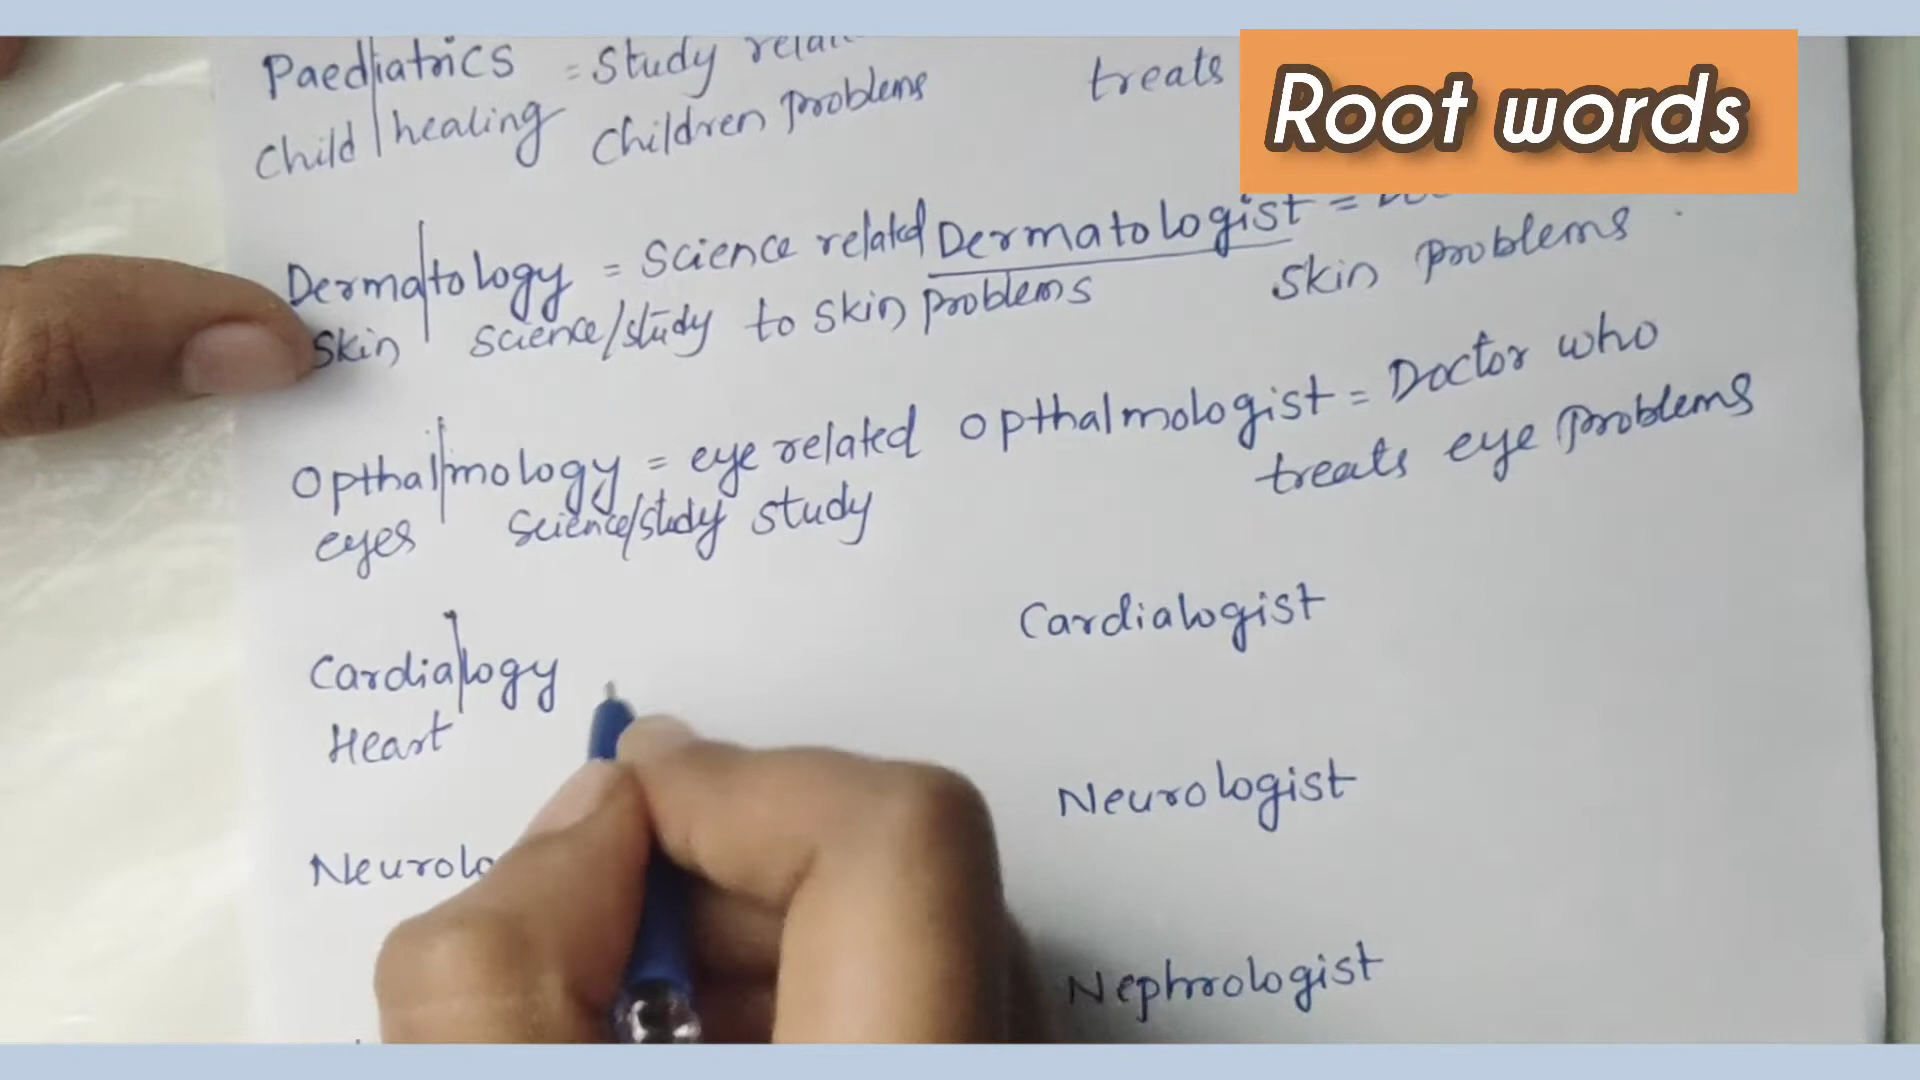 Root words
Paediatrics = Study
Child healing Children problems
treats
Dermatology = Science related Dermatologist =
Skin science/study to skin problems
skin problems
Opthalmology = eye related Opthalmologist = Doctor who
eyes science/study study
treats eye problems
Cardialogy Cardialogist
Heart
Neurolo Neurologist
Nephrologist